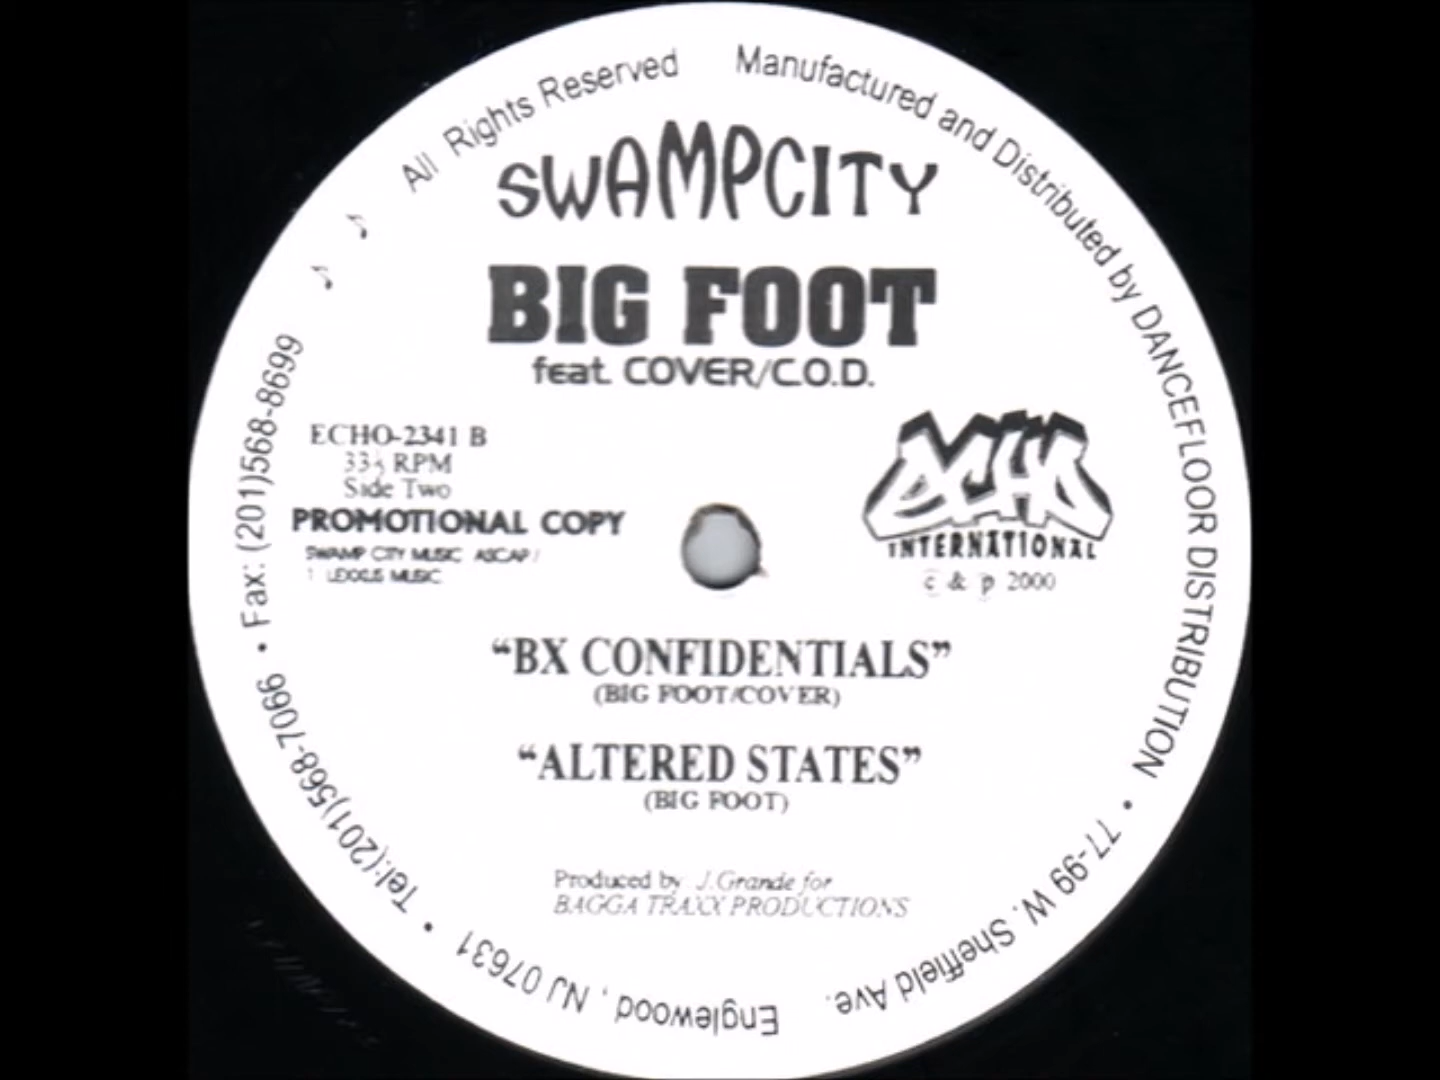 All Rights Reserved
Manufactured and Distributed by DANCEFLOOR DISTRIBUTION • 77-99 W. Sheffield Ave. Englewood, NJ 07631 • Tel:(201)568-7066 • Fax: (201)568-8699
SWAMPCITY
BIG FOOT
feat. COVER/C.O.D.
ECHO-2341 B
33⅓ RPM
Side Two
PROMOTIONAL COPY
SWAMP CITY MUSIC ASCAP /
LEXXUS MUSIC
ECHO
INTERNATIONAL
c & p 2000
“BX CONFIDENTIALS”
(BIG FOOT/COVER)
“ALTERED STATES”
(BIG FOOT)
Produced by J.Grande for
BAGGA TRAXX PRODUCTIONS